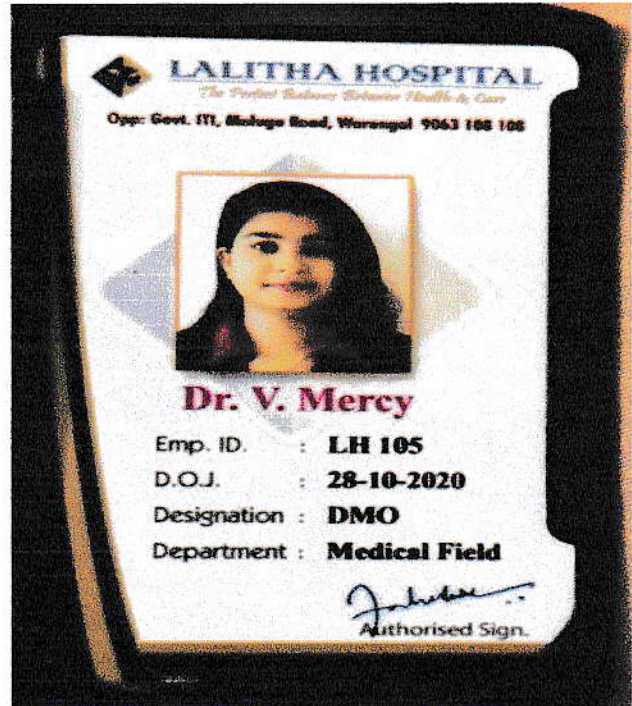 LALITHA HOSPITAL
The Perfect Balance Between Health & Care
Opp: Govt. ITI, Mulugu Road, Warangal 9063 108 108
Dr. V. Mercy
Emp. ID. : LH 105
D.O.J. : 28-10-2020
Designation : DMO
Department : Medical Field
Authorised Sign.